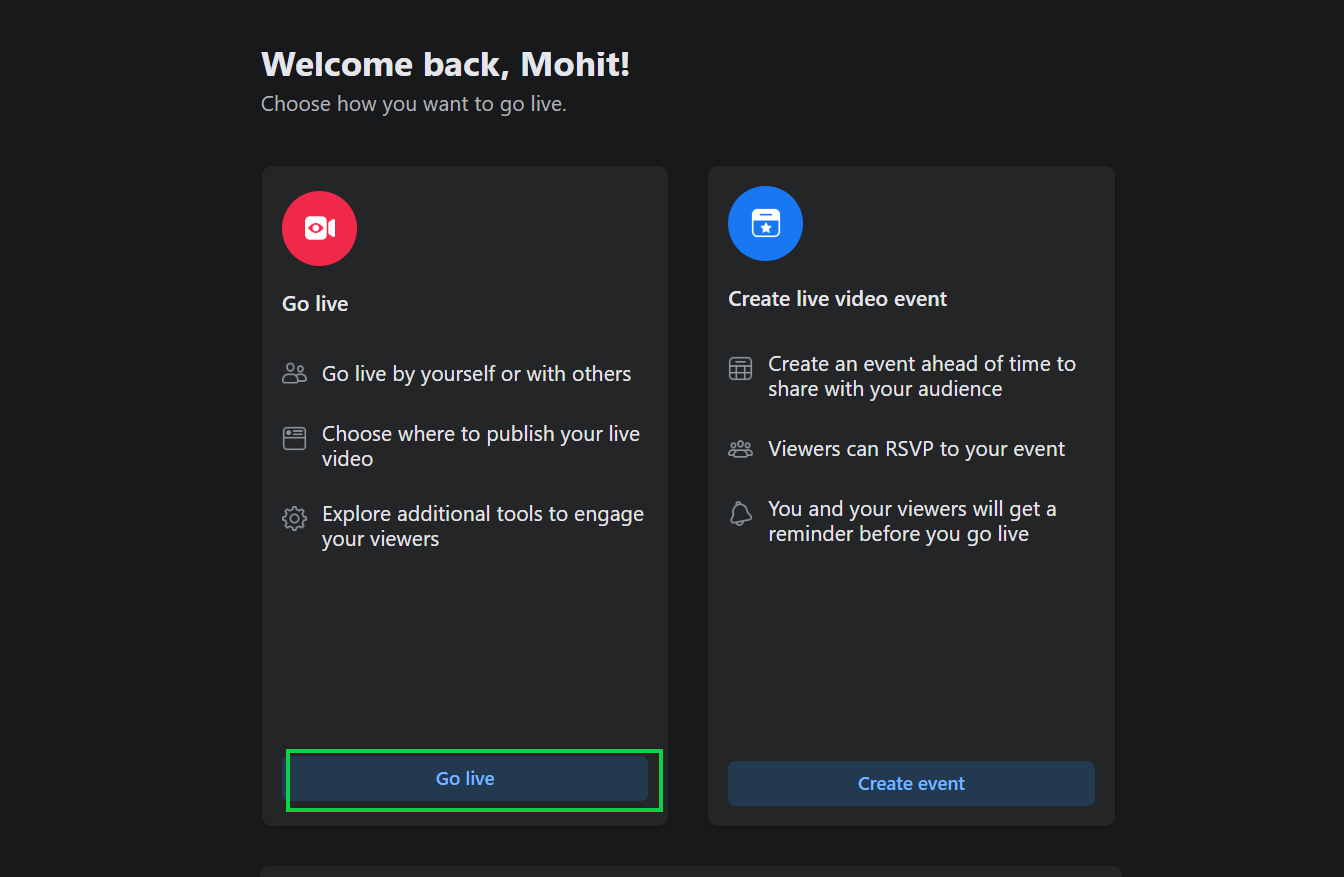 Welcome back, Mohit!
Choose how you want to go live.
Go live
Go live by yourself or with others
Choose where to publish your live
video
Explore additional tools to engage
your viewers
Go live
Create live video event
Create an event ahead of time to
share with your audience
Viewers can RSVP to your event
You and your viewers will get a
reminder before you go live
Create event